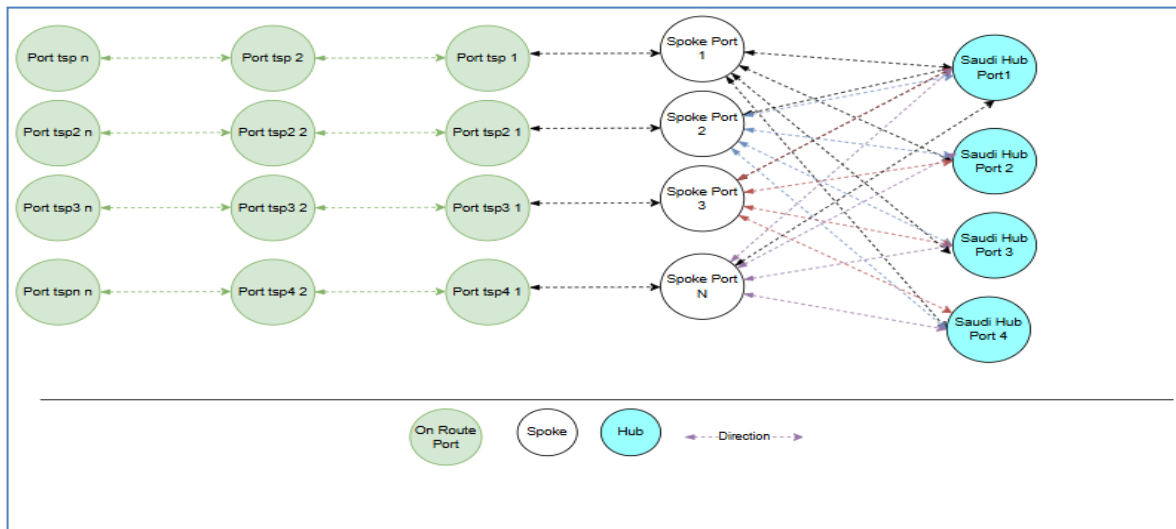 Port tsp n
Port tsp 2
Port tsp 1
Spoke Port
1
Saudi Hub
Port1
Port tsp2 n
Port tsp2 2
Port tsp2 1
Spoke Port
2
Saudi Hub
Port 2
Port tsp3 n
Port tsp3 2
Port tsp3 1
Spoke Port
3
Saudi Hub
Port 3
Port tspn n
Port tsp4 2
Port tsp4 1
Spoke Port
N
Saudi Hub
Port 4
On Route
Port
Spoke
Hub
Direction